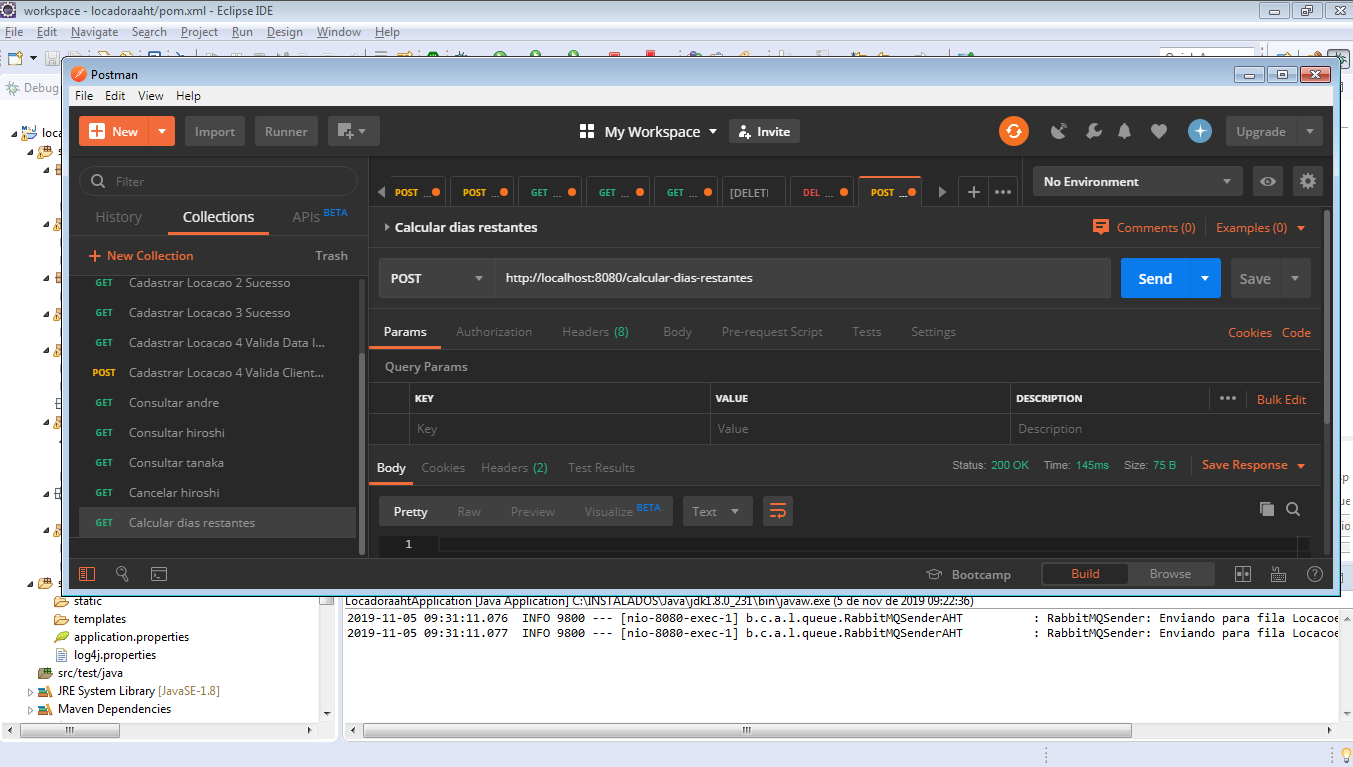 workspace - locadoraaht/pom.xml - Eclipse IDE
File Edit Navigate Search Project Run Design Window Help
Debug
Postman
File Edit View Help
New Import Runner My Workspace Invite Upgrade
Filter
History Collections APIs BETA
New Collection Trash
GET Cadastrar Locacao 2 Sucesso
GET Cadastrar Locacao 3 Sucesso
GET Cadastrar Locacao 4 Valida Data I...
POST Cadastrar Locacao 4 Valida Client...
GET Consultar andre
GET Consultar hiroshi
GET Consultar tanaka
GET Cancelar hiroshi
GET Calcular dias restantes
POST ... POST ... GET ... GET ... GET ... [DELETI DEL ... POST ... No Environment
Calcular dias restantes Comments (0) Examples (0)
POST http://localhost:8080/calcular-dias-restantes Send Save
Params Authorization Headers (8) Body Pre-request Script Tests Settings Cookies Code
Query Params
KEY VALUE DESCRIPTION Bulk Edit
Key Value Description
Body Cookies Headers (2) Test Results Status: 200 OK Time: 145ms Size: 75 B Save Response
Pretty Raw Preview Visualize BETA Text
1
Bootcamp Build Browse
static
templates
application.properties
log4j.properties
src/test/java
JRE System Library [JavaSE-1.8]
Maven Dependencies
LocadoraahtApplication [Java Application] C:\INSTALADOS\Java\jdk1.8.0_231\bin\javaw.exe (5 de nov de 2019 09:22:36)
2019-11-05 09:31:11.076 INFO 9800 --- [nio-8080-exec-1] b.c.a.l.queue.RabbitMQSenderAHT : RabbitMQSender: Enviando para fila Locacoe
2019-11-05 09:31:11.077 INFO 9800 --- [nio-8080-exec-1] b.c.a.l.queue.RabbitMQSenderAHT : RabbitMQSender: Enviando para fila Locacoe